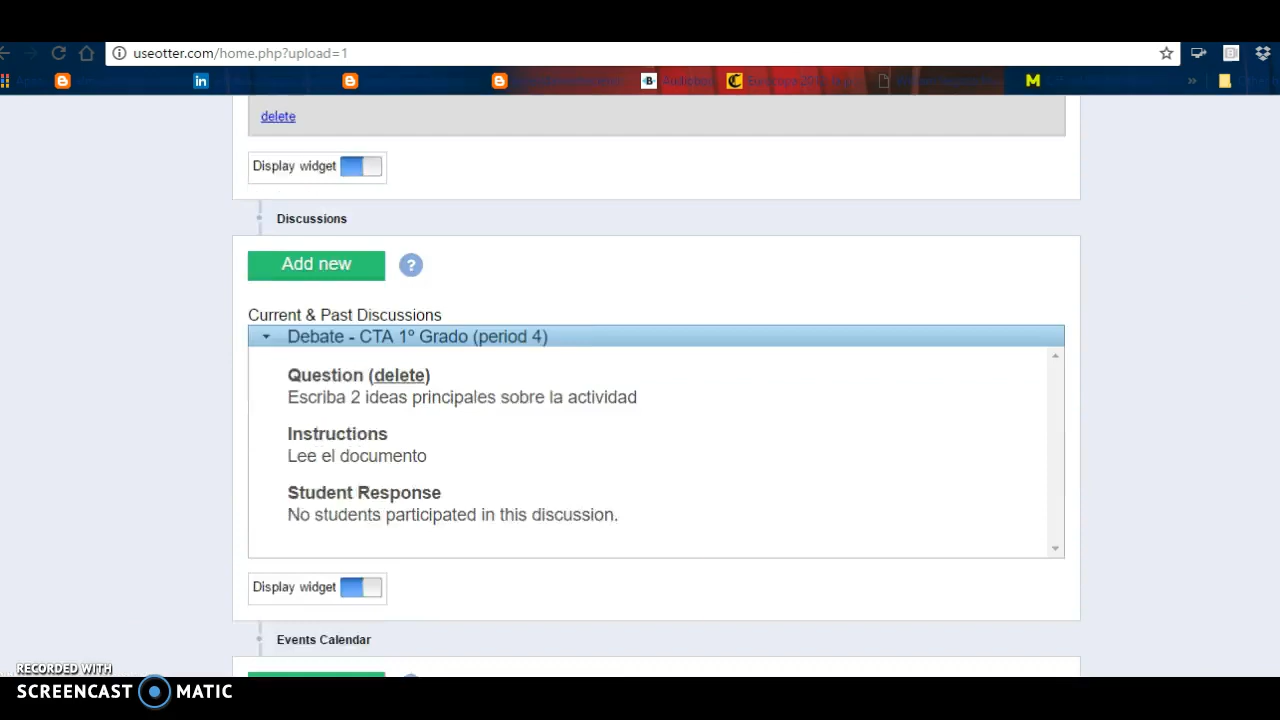 useotter.com/home.php?upload=1
delete
Display widget
Discussions
Add new
?
Current & Past Discussions
Debate - CTA 1º Grado (period 4)
Question (delete)
Escriba 2 ideas principales sobre la actividad
Instructions
Lee el documento
Student Response
No students participated in this discussion.
Display widget
Events Calendar
RECORDED WITH
SCREENCAST MATIC